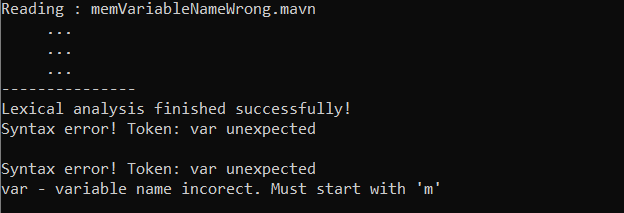 Reading : memVariableNameWrong.mavn
...
...
...
---------------
Lexical analysis finished successfully!
Syntax error! Token: var unexpected
Syntax error! Token: var unexpected
var - variable name incorect. Must start with 'm'